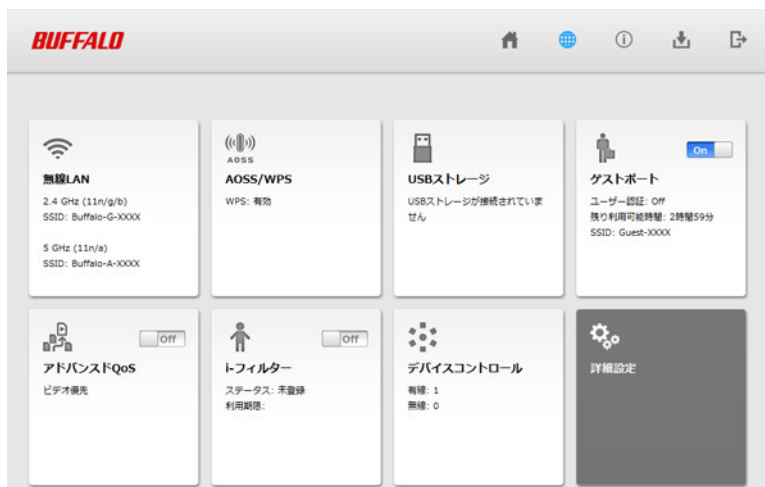 BUFFALO
無線LAN
2.4 GHz (11n/g/b)
SSID: Buffalo-G-XXXX
5 GHz (11n/a)
SSID: Buffalo-A-XXXX
AOSS
AOSS/WPS
WPS: 有効
USBストレージ
USBストレージが接続されていま
せん
On
ゲストポート
ユーザー認証: Off
残り利用可能時間: 2時間59分
SSID: Guest-XXXX
Off
アドバンスドQoS
ビデオ優先
Off
i-フィルター
ステータス: 未登録
利用期限:
デバイスコントロール
有線: 1
無線: 0
詳細設定